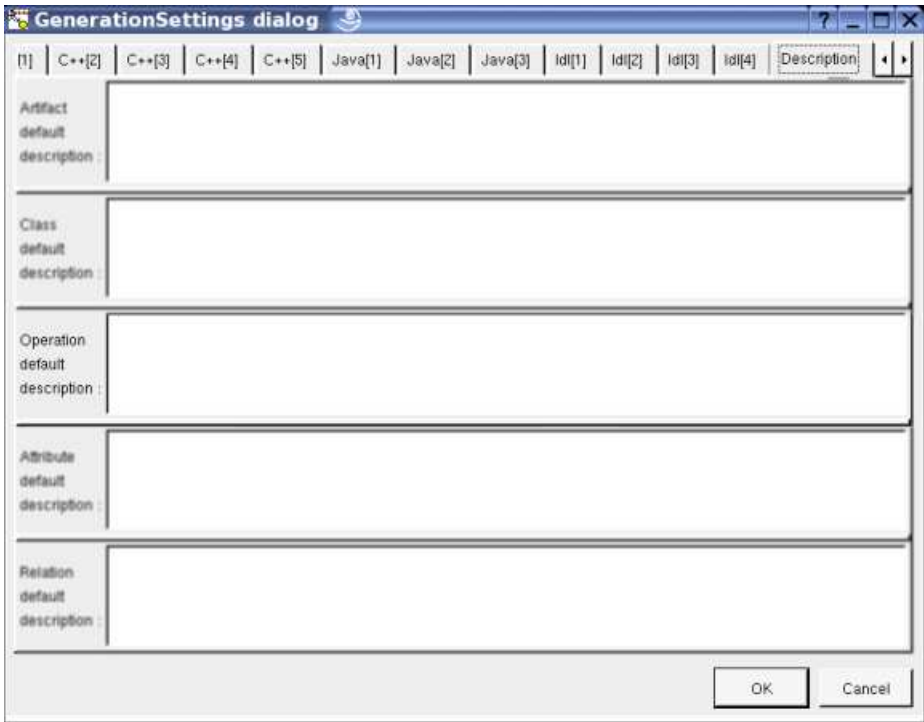 GenerationSettings dialog
[1] C++[2] C++[3] C++[4] C++[5] Java[1] Java[2] Java[3] Idl[1] Idl[2] Idl[3] Idl[4] Description
Artifact
default
description :
Class
default
description :
Operation
default
description :
Attribute
default
description :
Relation
default
description :
OK Cancel